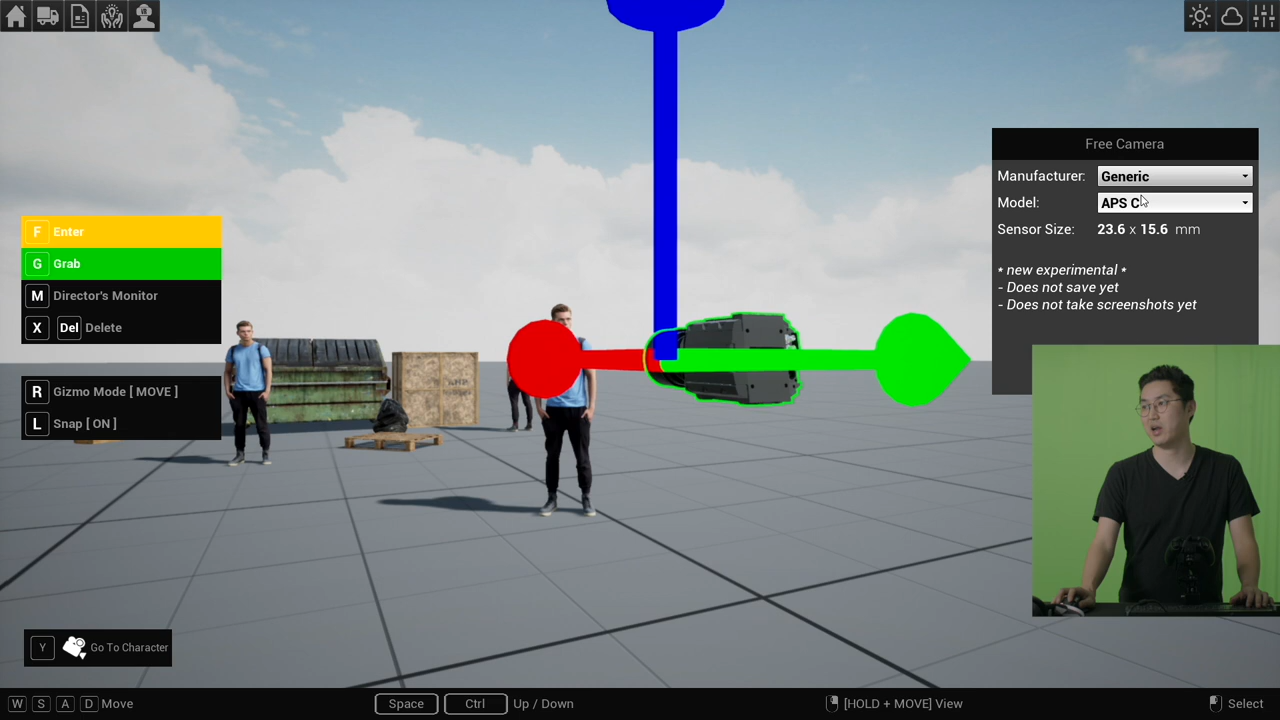 Free Camera
Manufacturer: Generic
Model: APS C
Sensor Size: 23.6 x 15.6 mm
* new experimental *
- Does not save yet
- Does not take screenshots yet
F Enter
G Grab
M Director's Monitor
X Del Delete
R Gizmo Mode [ MOVE ]
L Snap [ ON ]
Y Go To Character
W S A D Move
Space Ctrl Up / Down
[HOLD + MOVE] View
Select